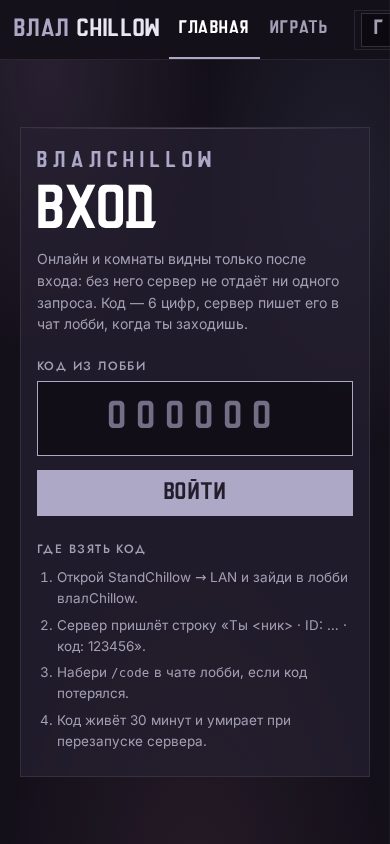 ВЛАЛ CHILLOW ГЛАВНАЯ ИГРАТЬ Г
ВЛАЛCHILLOW
ВХОД
Онлайн и комнаты видны только после
входа: без него сервер не отдаёт ни одного
запроса. Код — 6 цифр, сервер пишет его в
чат лобби, когда ты заходишь.
КОД ИЗ ЛОББИ
000000
ВОЙТИ
ГДЕ ВЗЯТЬ КОД
1. Открой StandChillow → LAN и зайди в лобби
влалChillow.
2. Сервер пришлёт строку «Ты <ник> · ID: … ·
код: 123456».
3. Набери /code в чате лобби, если код
потерялся.
4. Код живёт 30 минут и умирает при
перезапуске сервера.